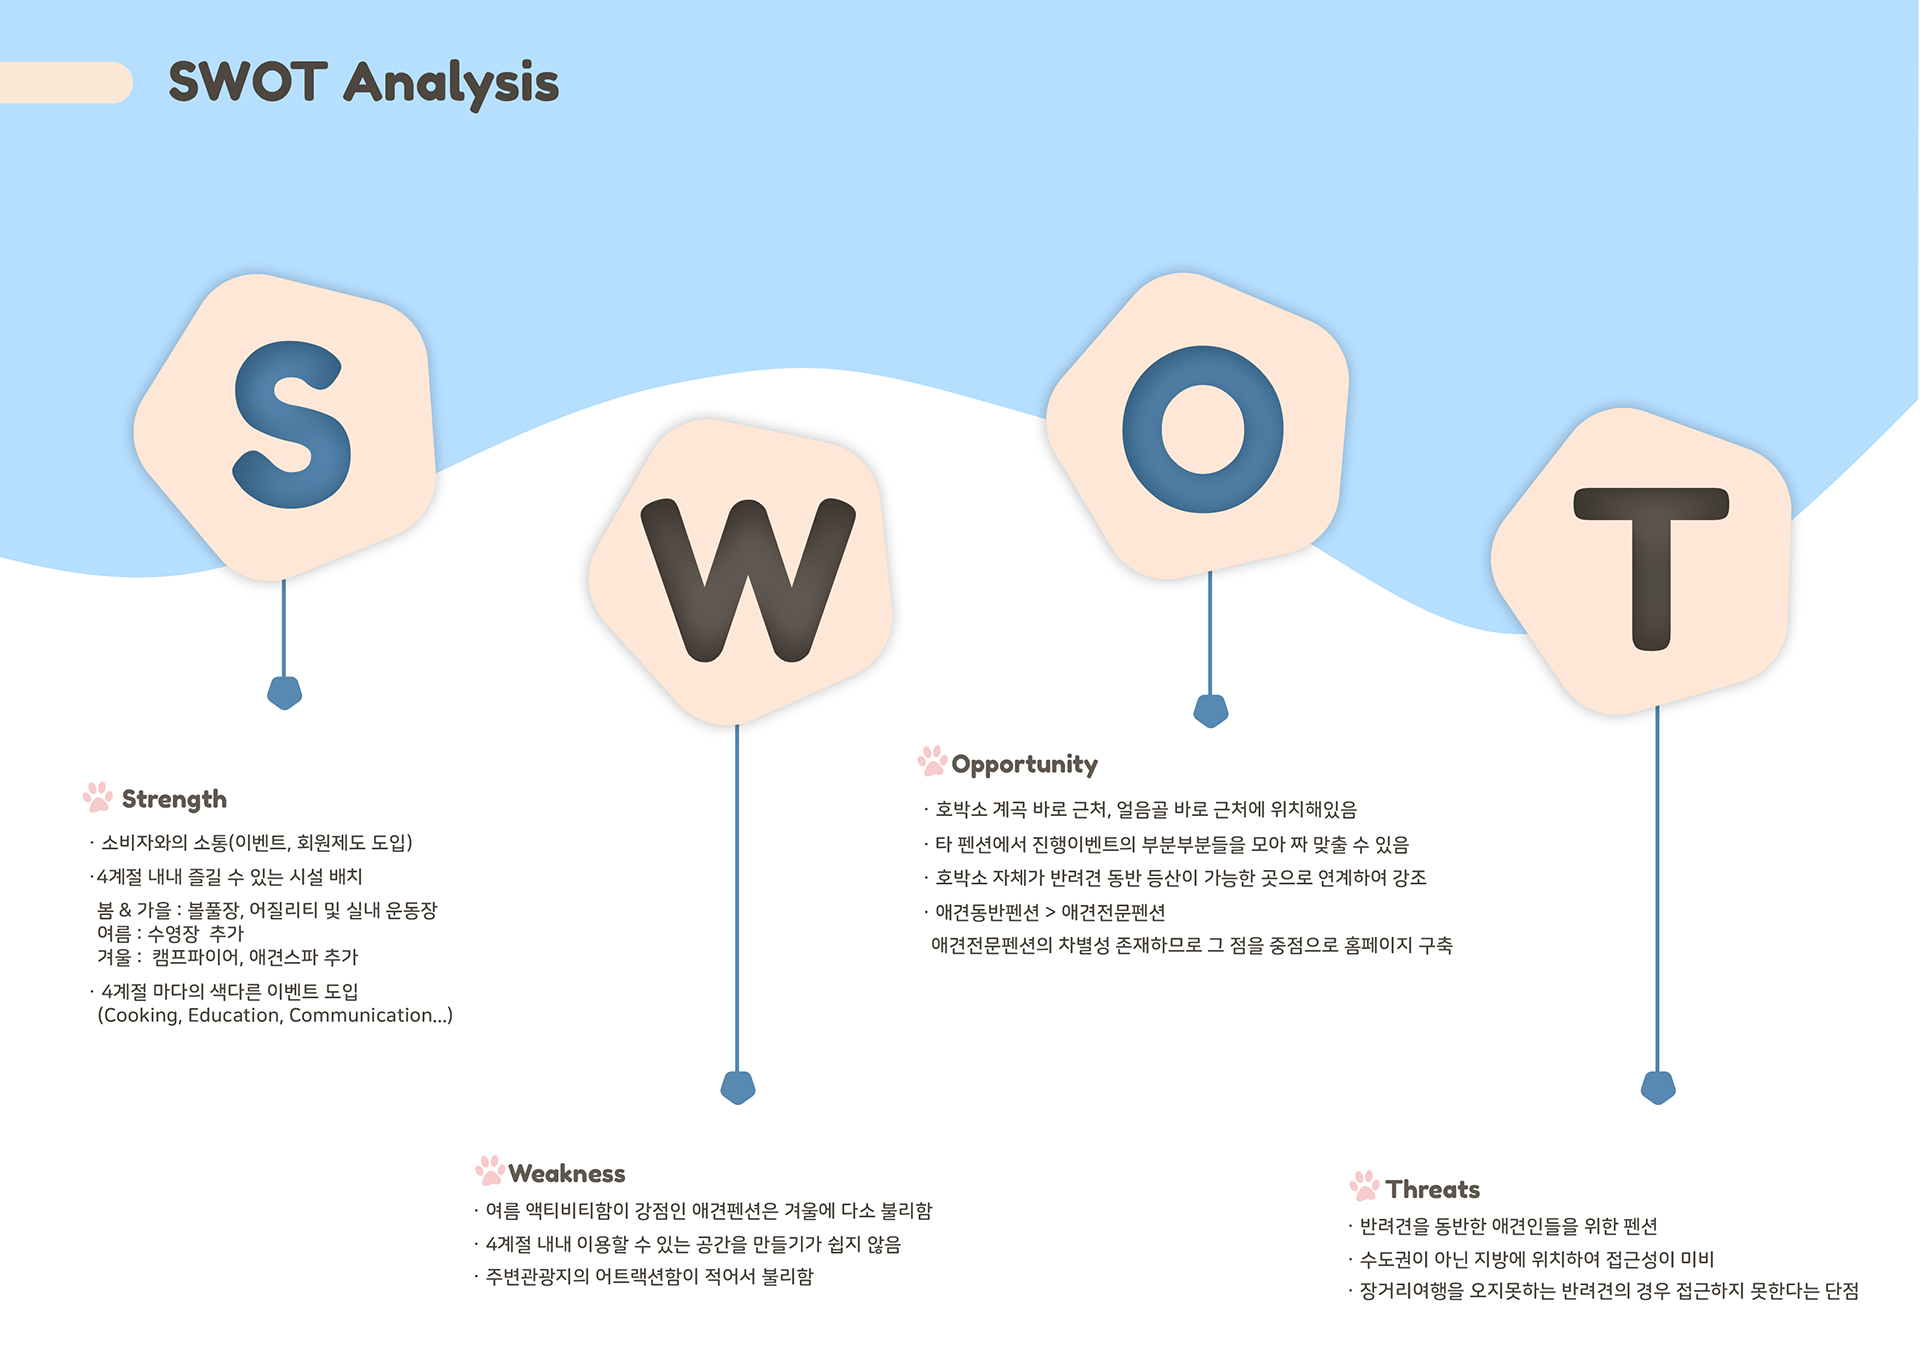 SWOT Analysis
S
W
O
T
Strength
· 소비자와의 소통(이벤트, 회원제도 도입)
·4계절 내내 즐길 수 있는 시설 배치
봄 & 가을 : 볼풀장, 어질리티 및 실내 운동장
여름 : 수영장 추가
겨울 : 캠프파이어, 애견스파 추가
· 4계절 마다의 색다른 이벤트 도입
(Cooking, Education, Communication...)
Weakness
· 여름 액티비티함이 강점인 애견펜션은 겨울에 다소 불리함
· 4계절 내내 이용할 수 있는 공간을 만들기가 쉽지 않음
· 주변관광지의 어트랙션함이 적어서 불리함
Opportunity
· 호박소 계곡 바로 근처, 얼음골 바로 근처에 위치해있음
· 타 펜션에서 진행이벤트의 부분부분들을 모아 짜 맞출 수 있음
· 호박소 자체가 반려견 동반 등산이 가능한 곳으로 연계하여 강조
· 애견동반펜션 > 애견전문펜션
애견전문펜션의 차별성 존재하므로 그 점을 중점으로 홈페이지 구축
Threats
· 반려견을 동반한 애견인들을 위한 펜션
· 수도권이 아닌 지방에 위치하여 접근성이 미비
· 장거리여행을 오지못하는 반려견의 경우 접근하지 못한다는 단점